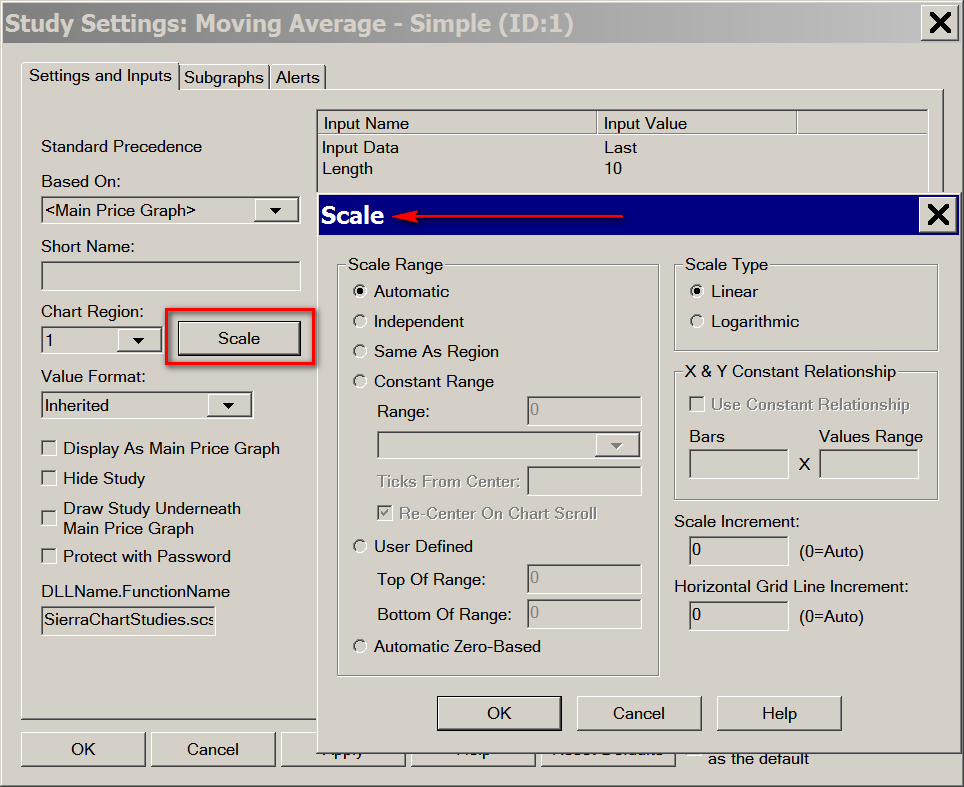 Study Settings: Moving Average - Simple (ID:1)
Settings and Inputs
Subgraphs
Alerts
Standard Precedence
Based On:
<Main Price Graph>
Short Name:
Chart Region:
1
Scale
Value Format:
Inherited
Display As Main Price Graph
Hide Study
Draw Study Underneath
Main Price Graph
Protect with Password
DLLName.FunctionName
SierraChartStudies.scs
Input Name
Input Value
Input Data
Last
Length
10
Scale
Scale Range
Automatic
Independent
Same As Region
Constant Range
Range:
0
Ticks From Center:
Re-Center On Chart Scroll
User Defined
Top Of Range:
0
Bottom Of Range:
0
Automatic Zero-Based
Scale Type
Linear
Logarithmic
X & Y Constant Relationship
Use Constant Relationship
Bars
Values Range
X
Scale Increment:
0
(0=Auto)
Horizontal Grid Line Increment:
0
(0=Auto)
OK
Cancel
Help
OK
Cancel
Apply
Help
Reset Defaults
as the default